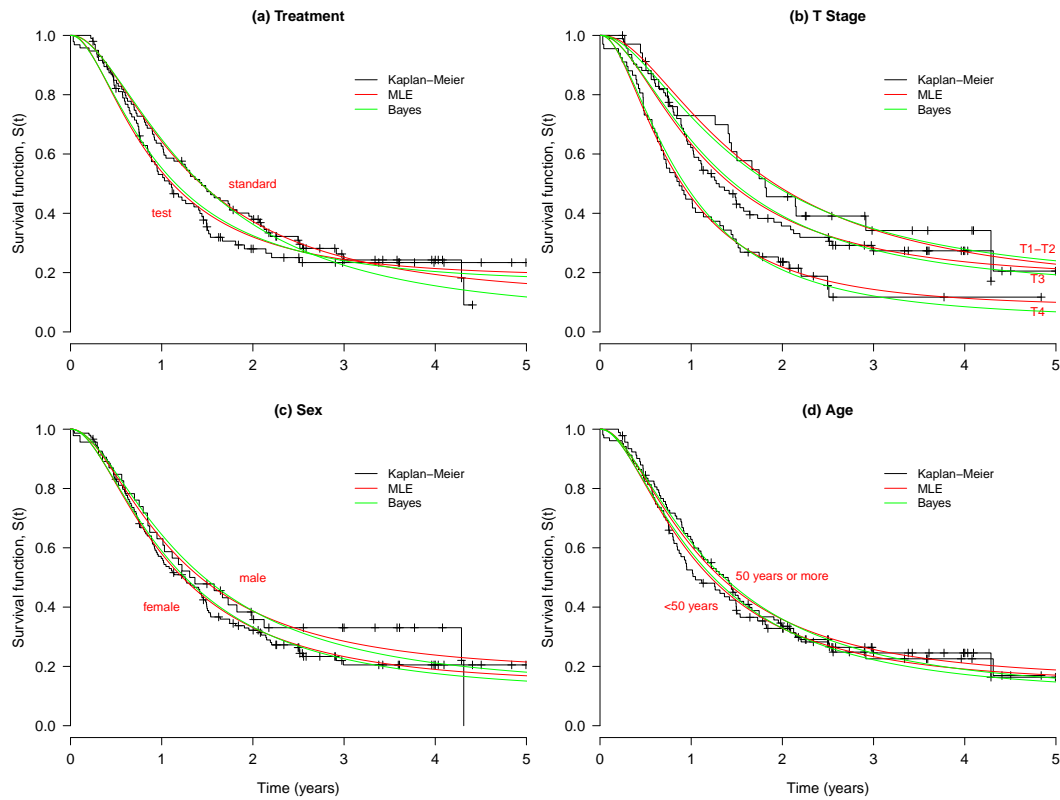 (a) Treatment
Survival function, S(t)
1.0
0.8
0.6
0.4
0.2
0.0
Kaplan−Meier
MLE
Bayes
standard
test
0 1 2 3 4 5
(b) T Stage
Survival function, S(t)
1.0
0.8
0.6
0.4
0.2
0.0
Kaplan−Meier
MLE
Bayes
T1−T2
T3
T4
0 1 2 3 4 5
(c) Sex
Survival function, S(t)
1.0
0.8
0.6
0.4
0.2
0.0
Kaplan−Meier
MLE
Bayes
male
female
0 1 2 3 4 5
Time (years)
(d) Age
Survival function, S(t)
1.0
0.8
0.6
0.4
0.2
0.0
Kaplan−Meier
MLE
Bayes
50 years or more
<50 years
0 1 2 3 4 5
Time (years)